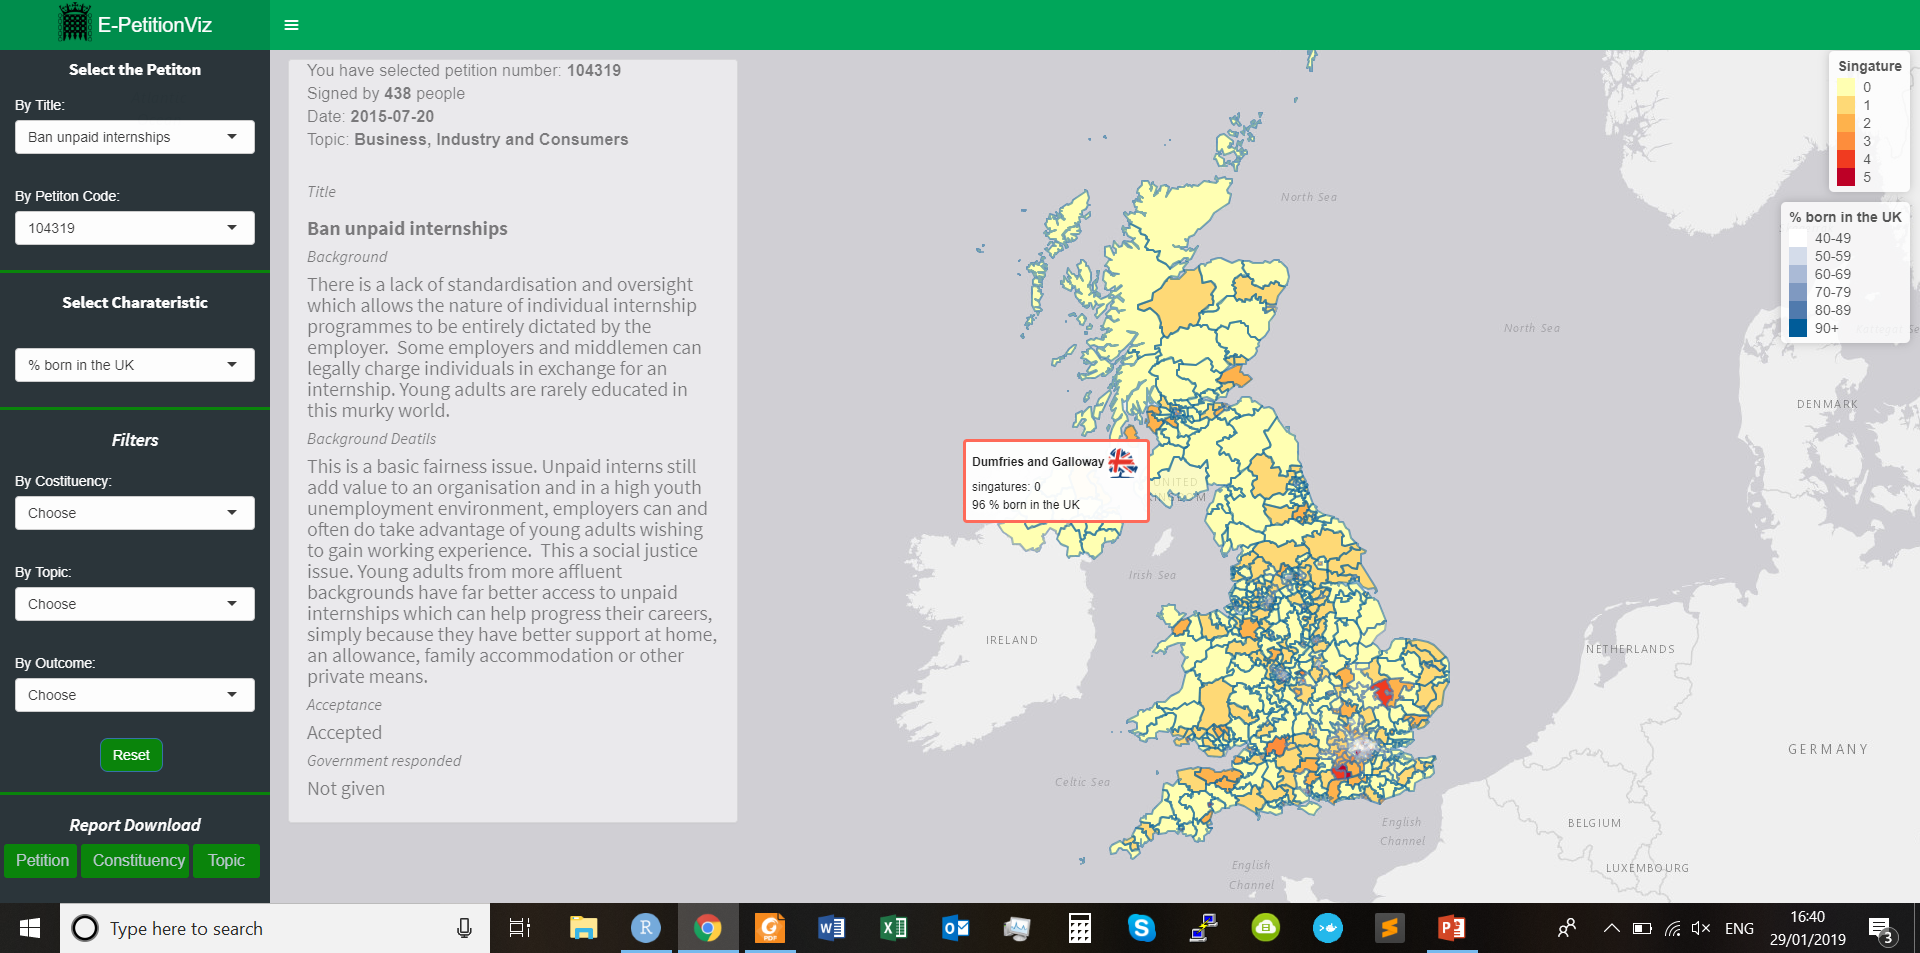 E-PetitionViz
Select the Petiton
By Title:
Ban unpaid internships
By Petiton Code:
104319
Select Charateristic
% born in the UK
Filters
By Costituency:
Choose
By Topic:
Choose
By Outcome:
Choose
Reset
Report Download
Petition
Constituency
Topic
You have selected petition number: 104319
Signed by 438 people
Date: 2015-07-20
Topic: Business, Industry and Consumers
Title
Ban unpaid internships
Background
There is a lack of standardisation and oversight
which allows the nature of individual internship
programmes to be entirely dictated by the
employer.  Some employers and middlemen can
legally charge individuals in exchange for an
internship. Young adults are rarely educated in
this murky world.
Background Deatils
This is a basic fairness issue. Unpaid interns still
add value to an organisation and in a high youth
unemployment environment, employers can and
often do take advantage of young adults wishing
to gain working experience.  This a social justice
issue. Young adults from more affluent
backgrounds have far better access to unpaid
internships which can help progress their careers,
simply because they have better support at home,
an allowance, family accommodation or other
private means.
Acceptance
Accepted
Government responded
Not given
Dumfries and Galloway
singatures: 0
96 % born in the UK
UNITED
North Sea
North Sea
Irish Sea
IRELAND
Celtic Sea
English
Channel
English
Channel
DENMARK
NETHERLANDS
GERMANY
BELGIUM
LUXEMBOURG
Singature
0
1
2
3
4
5
% born in the UK
40-49
50-59
60-69
70-79
80-89
90+
Type here to search
ENG
16:40
29/01/2019
3